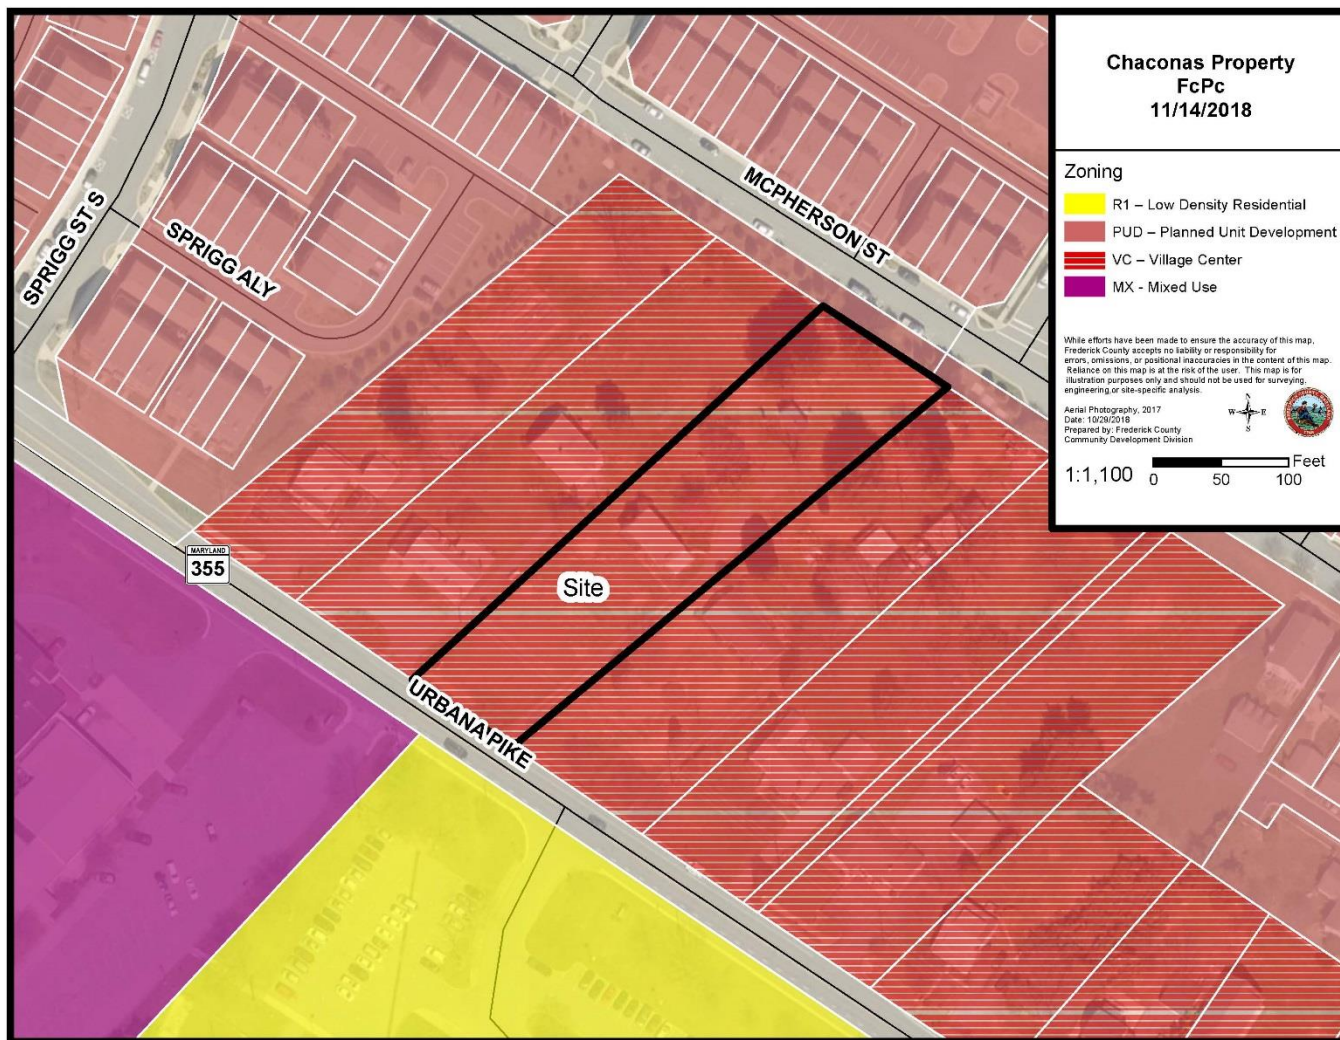 Chaconas Property
FcPc
11/14/2018
Zoning
R1 – Low Density Residential
PUD – Planned Unit Development
VC – Village Center
MX - Mixed Use
While efforts have been made to ensure the accuracy of this map,
Frederick County accepts no liability or responsibility for
errors, omissions, or positional inaccuracies in the content of this map.
Reliance on this map is at the risk of the user. This map is for
illustration purposes only and should not be used for surveying,
engineering, or site-specific analysis.
Aerial Photography, 2017
Date: 10/29/2018
Prepared by: Frederick County
Community Development Division
N
W E
S
1:1,100
Feet
0 50 100
SPRIGG ST S
SPRIGG ALY
MCPHERSON ST
MARYLAND
355
Site
URBANA PIKE